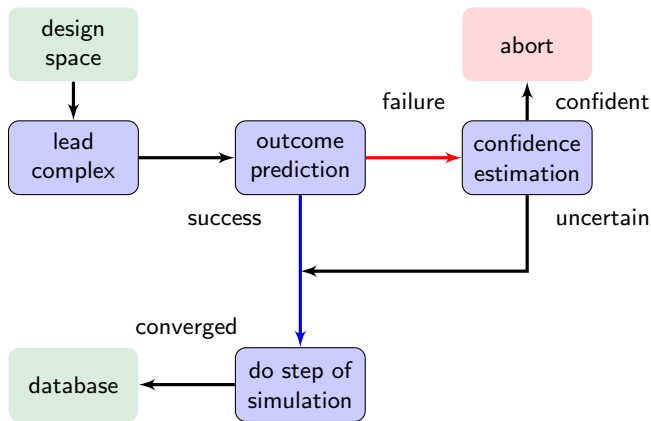 design
space
abort
failure
confident
lead
complex
outcome
prediction
confidence
estimation
success
uncertain
converged
database
do step of
simulation